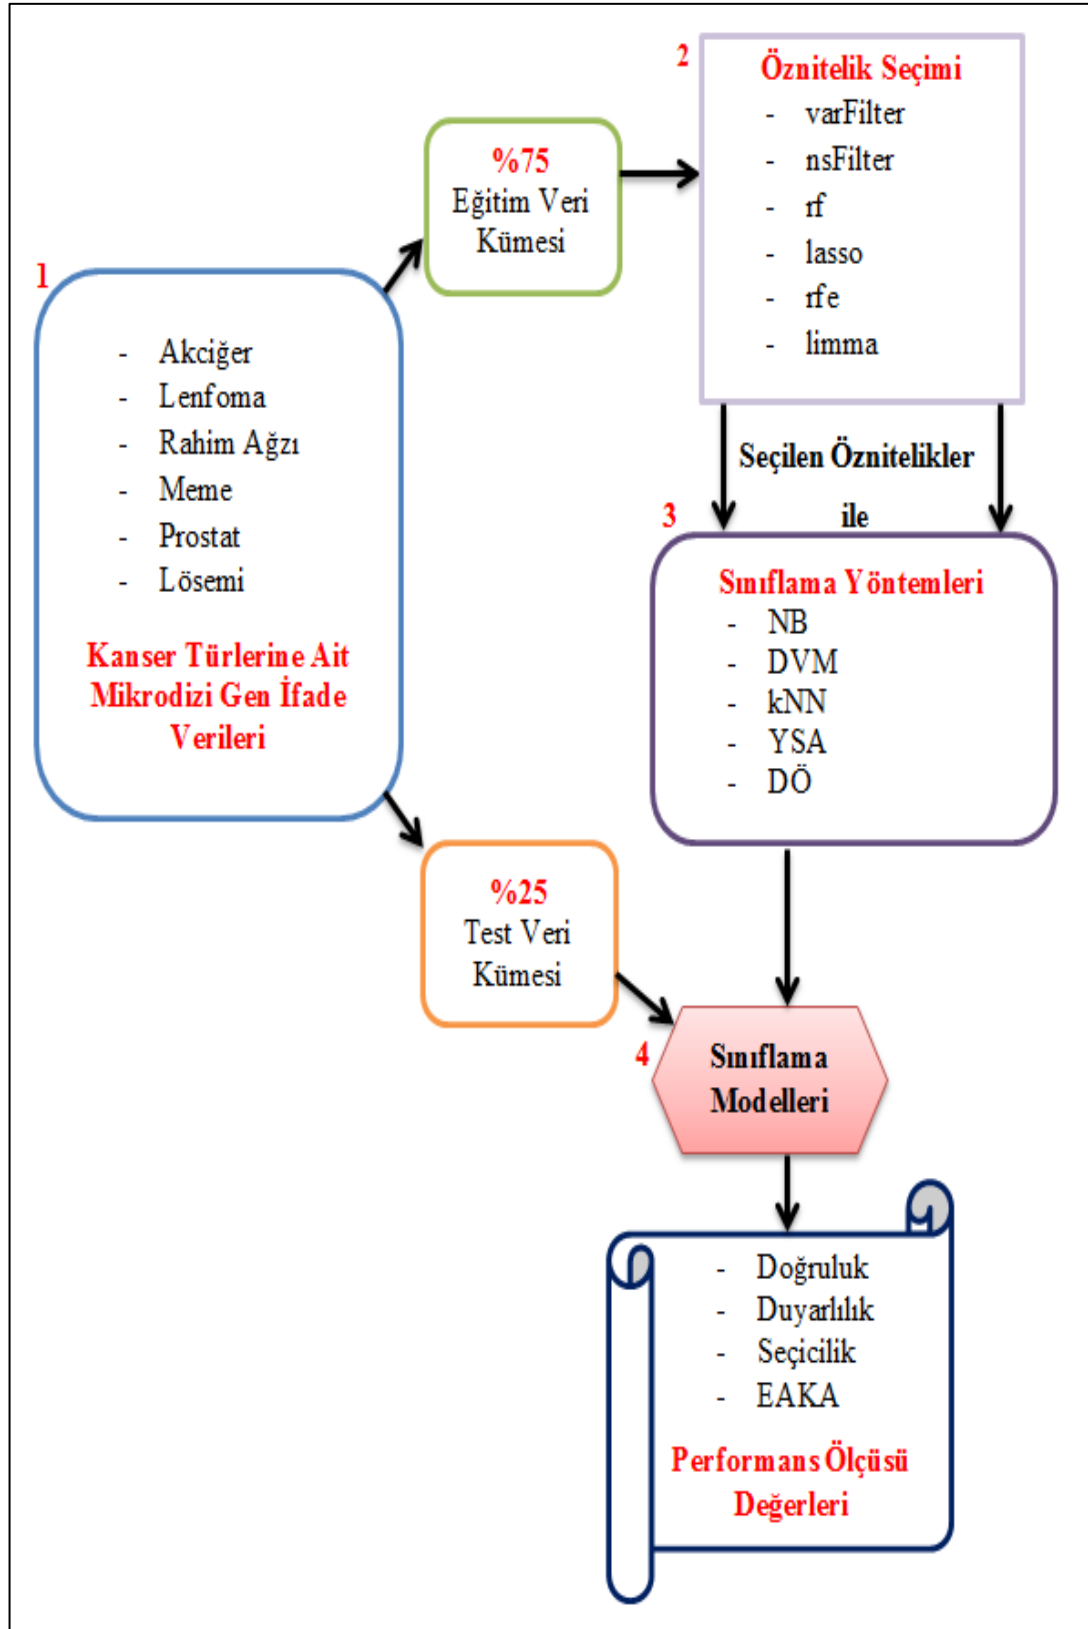 1
- Akciğer
- Lenfoma
- Rahim Ağzı
- Meme
- Prostat
- Lösemi
Kanser Türlerine Ait
Mikrodizi Gen İfade
Verileri
%75
Eğitim Veri
Kümesi
2
Öznitelik Seçimi
- varFilter
- nsFilter
- rf
- lasso
- rfe
- limma
Seçilen Öznitelikler
ile
3
Sınıflama Yöntemleri
- NB
- DVM
- kNN
- YSA
- DÖ
%25
Test Veri
Kümesi
4
Sınıflama
Modelleri
- Doğruluk
- Duyarlılık
- Seçicilik
- EAKA
Performans Ölçüsü
Değerleri